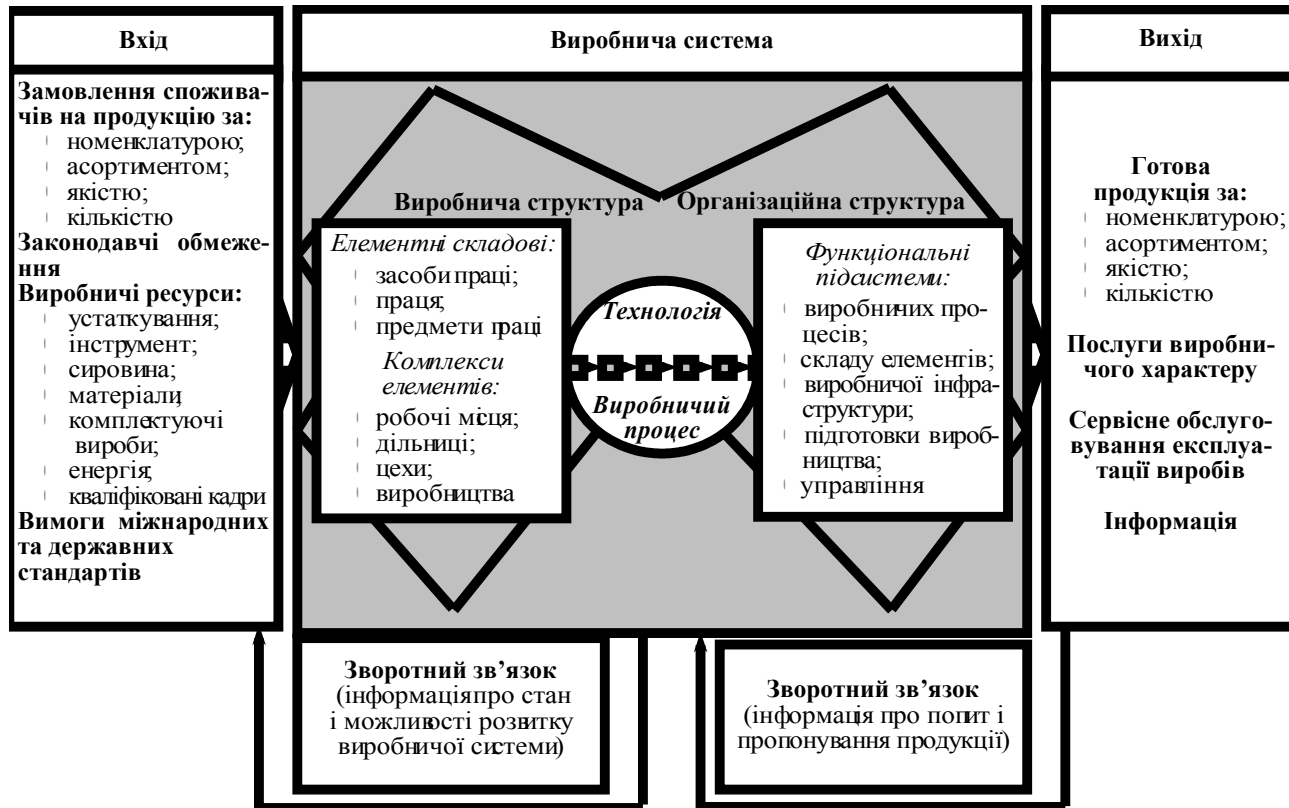 Вхід
Замовлення спожива-
чів на продукцію за:
номенклатурою;
асортиментом;
якістю;
кількістю
Законодавчі обмеже-
ння
Виробничі ресурси:
устаткування;
інструмент;
сировина;
матеріали;
комплектуючі
вироби;
енергія;
кваліфіковані кадри
Вимоги міжнародних
та державних
стандартів
Виробнича система
Виробнича структура
Елементні складові:
засоби праці;
праця;
предмети праці
Комплекси
елементів:
робочі місця;
дільниці;
цехи;
виробництва
Технологія
Виробничий
процес
Організаційна структура
Функціональні
підсистеми:
виробничих про-
цесів;
складу елементів;
виробничої інфра-
структури;
підготовки вироб-
ництва;
управління
Вихід
Готова
продукція за:
номенклатурою;
асортиментом;
якістю;
кількістю
Послуги виробни-
чого характеру
Сервісне обслуго-
вування експлуа-
тації виробів
Інформація
Зворотний зв’язок
(інформація про стан
і можливості розвитку
виробничої системи)
Зворотний зв’язок
(інформація про попит і
пропонування продукції)